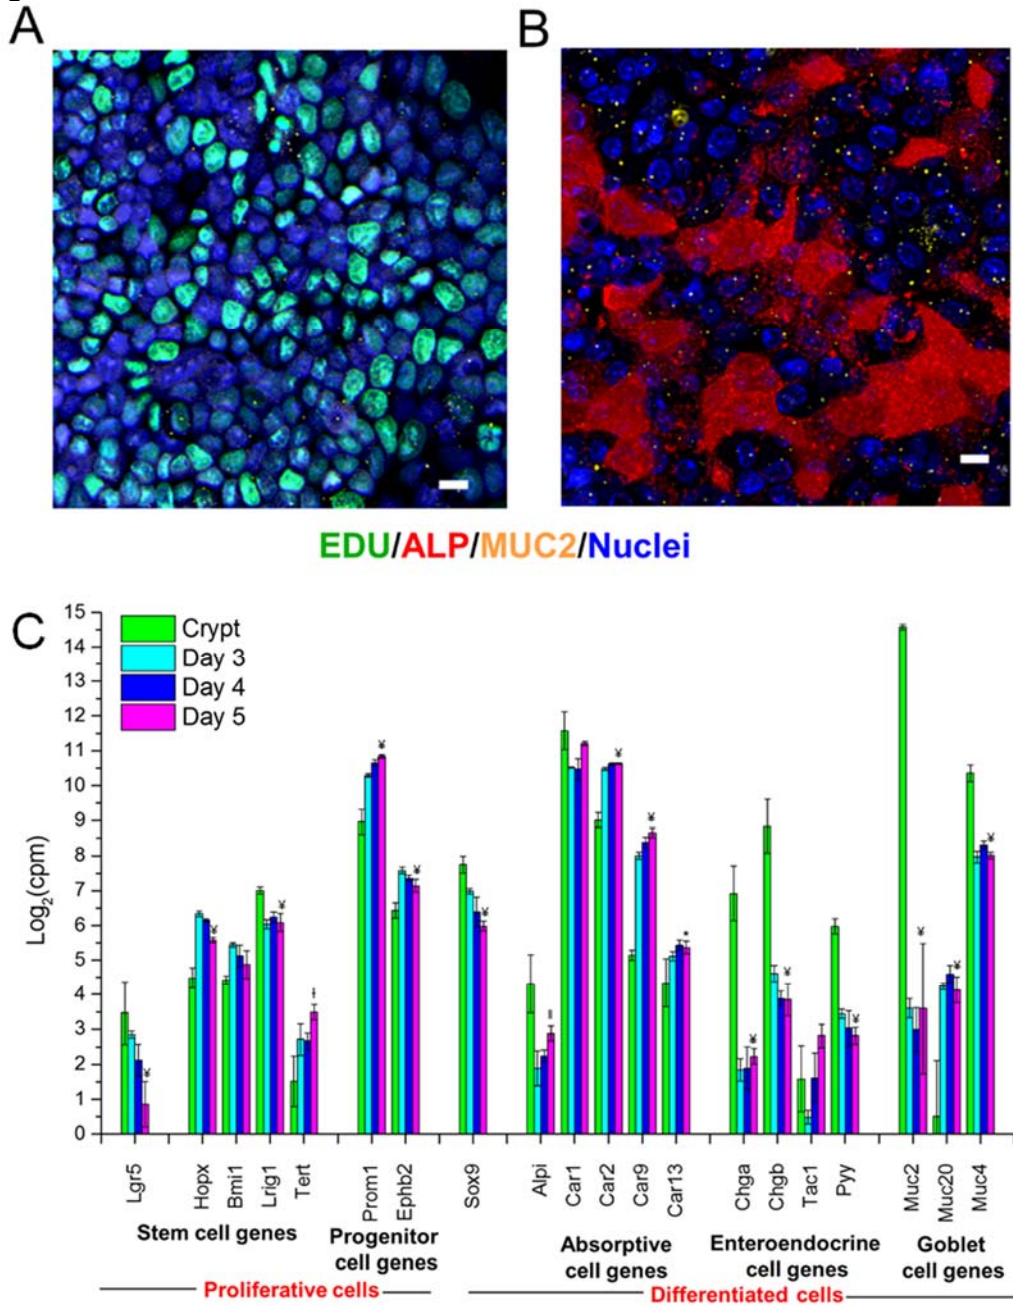 A
B
EDU/ALP/MUC2/Nuclei
C
Crypt
Day 3
Day 4
Day 5
Log2(cpm)
15
14
13
12
11
10
9
8
7
6
5
4
3
2
1
0
¥
¥
¥
ƚ
¥
¥
¥
‖
¥
¥
*
¥
¥
¥
¥
¥
¥
Lgr5
Hopx
Bmi1
Lrig1
Tert
Prom1
Ephb2
Sox9
Alpi
Car1
Car2
Car9
Car13
Chga
Chgb
Tac1
Pyy
Muc2
Muc20
Muc4
Stem cell genes
Progenitor
cell genes
Absorptive
cell genes
Enteroendocrine
cell genes
Goblet
cell genes
Proliferative cells
Differentiated cells